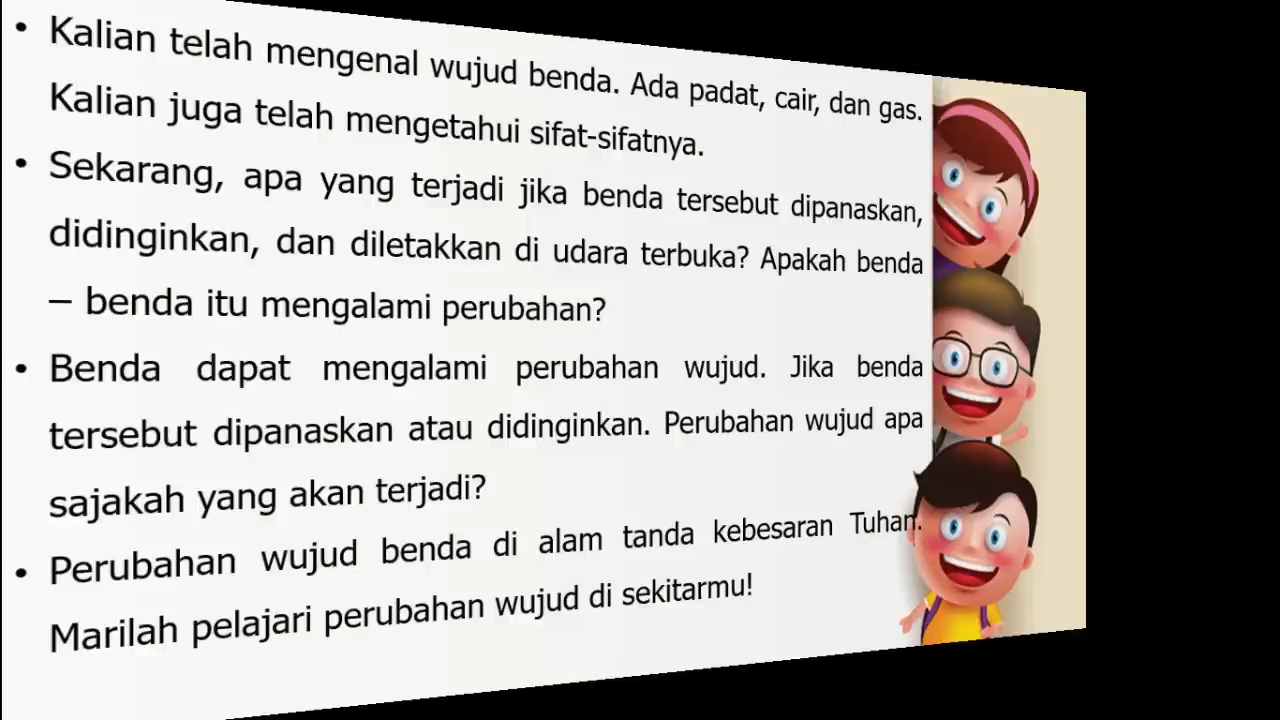 • Kalian telah mengenal wujud benda. Ada padat, cair, dan gas.
Kalian juga telah mengetahui sifat-sifatnya.
• Sekarang, apa yang terjadi jika benda tersebut dipanaskan,
didinginkan, dan diletakkan di udara terbuka? Apakah benda
– benda itu mengalami perubahan?
• Benda dapat mengalami perubahan wujud. Jika benda
tersebut dipanaskan atau didinginkan. Perubahan wujud apa
sajakah yang akan terjadi?
• Perubahan wujud benda di alam tanda kebesaran Tuhan.
Marilah pelajari perubahan wujud di sekitarmu!